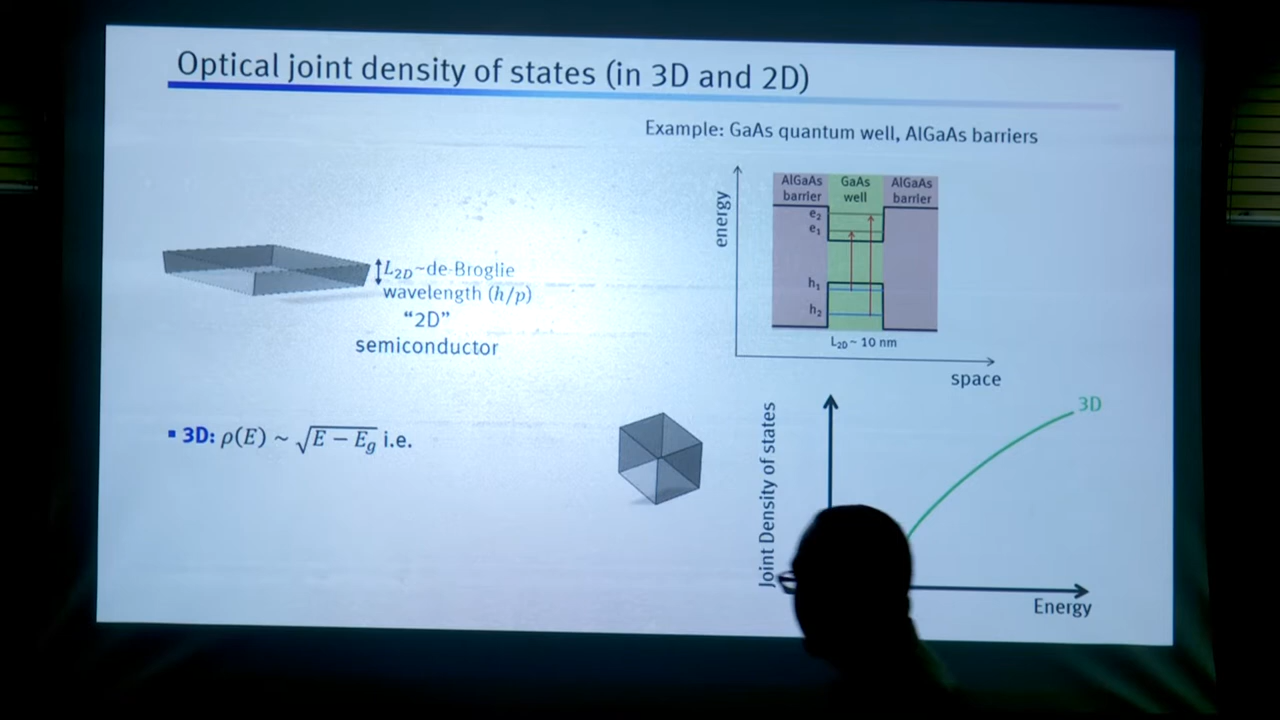 Optical joint density of states (in 3D and 2D)
Example: GaAs quantum well, AlGaAs barriers
energy
AlGaAs barrier
GaAs well
AlGaAs barrier
e₂
e₁
h₁
h₂
L₂D ~ 10 nm
space
L₂D~de-Broglie
wavelength (h/p)
“2D”
semiconductor
▪ 3D: ρ(E) ~ √(E − E_g) i.e.
Joint Density of states
3D
Energy